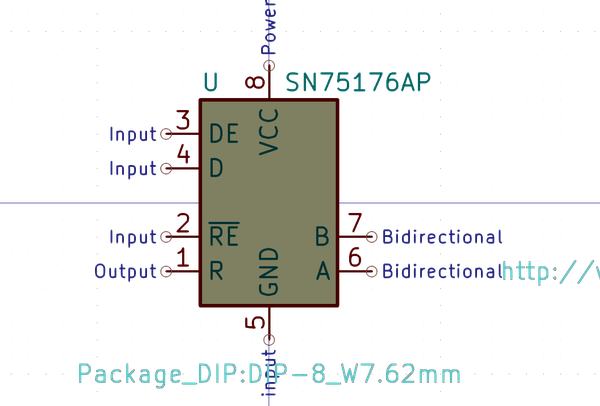 Power
8
U SN75176AP
Input 3 DE
VCC
Input 4 D
Input 2 RE
B 7 Bidirectional
Output 1 R
GND
A 6 Bidirectional
http://
5
input
Package_DIP:DIP-8_W7.62mm